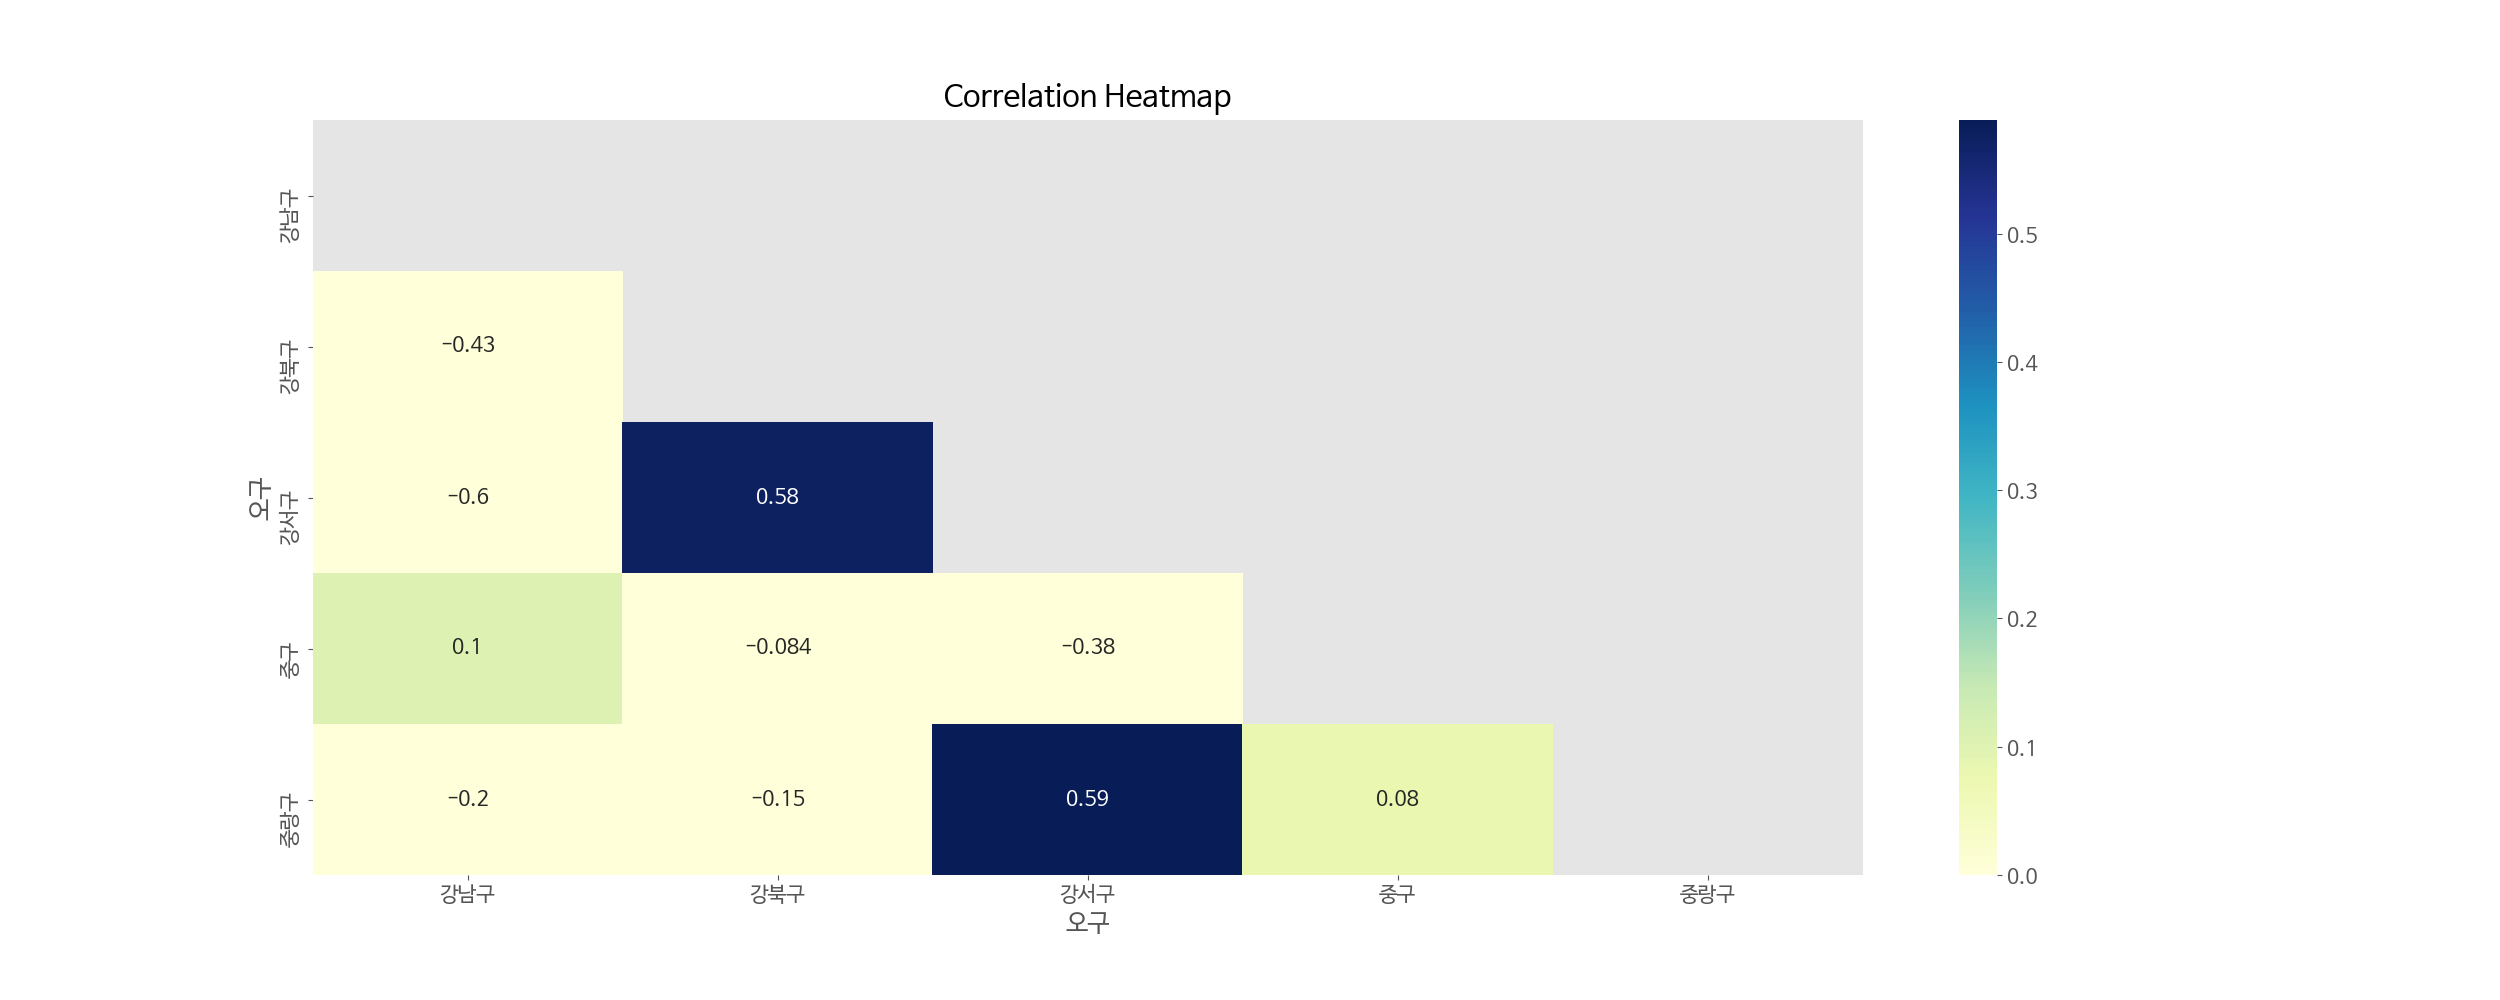 Correlation Heatmap
오구
강남구
강북구
-0.43
강서구
-0.6 0.58
중구
0.1 -0.084 -0.38
중랑구
-0.2 -0.15 0.59 0.08
강남구 강북구 강서구 중구 중랑구
오구
0.5
0.4
0.3
0.2
0.1
0.0